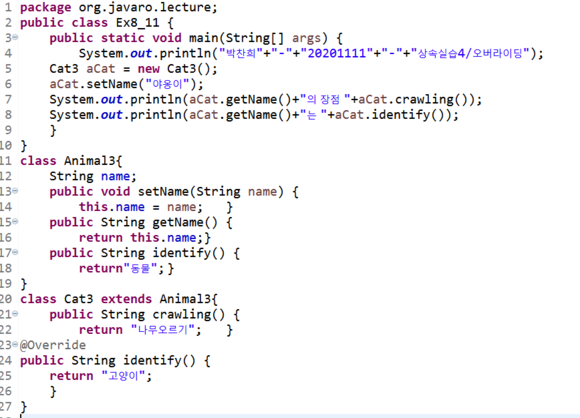 1 package org.javaro.lecture;
2 public class Ex8_11 {
3     public static void main(String[] args) {
4         System.out.println("박찬희"+"-"+"20201111"+"-"+"상속실습4/오버라이딩");
5     Cat3 aCat = new Cat3();
6     aCat.setName("야옹이");
7     System.out.println(aCat.getName()+"의 장점 "+aCat.crawling());
8     System.out.println(aCat.getName()+"는 "+aCat.identify());
9     }
10 }
11 class Animal3{
12     String name;
13     public void setName(String name) {
14         this.name = name;   }
15     public String getName() {
16         return this.name;}
17     public String identify() {
18         return"동물";}
19 }
20 class Cat3 extends Animal3{
21     public String crawling() {
22         return "나무오르기";   }
23 @Override
24 public String identify() {
25     return "고양이";
26     }
27 }